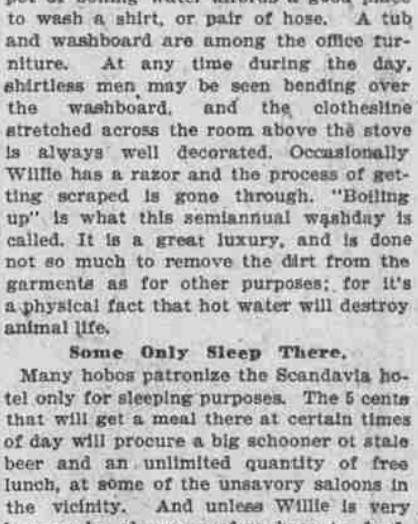 to wash a shirt, or pair of hose. A tub
and washboard are among the office fur-
niture. At any time during the day,
shirtless men may be seen bending over
the washboard, and the clothesline
stretched across the room above the stove
is always well decorated. Occasionally
Willie has a razor and the process of get-
ting scraped is gone through. "Boiling
up" is what this semiannual washday is
called. It is a great luxury, and is done
not so much to remove the dirt from the
garments as for other purposes; for it's
a physical fact that hot water will destroy
animal life.
Some Only Sleep There.
Many hobos patronize the Scandavia ho-
tel only for sleeping purposes. The 5 cents
that will get a meal there at certain times
of day will procure a big schooner ot stale
beer and an unlimited quantity of free
lunch, at some of the unsavory saloons in
the vicinity. And unless Willie is very